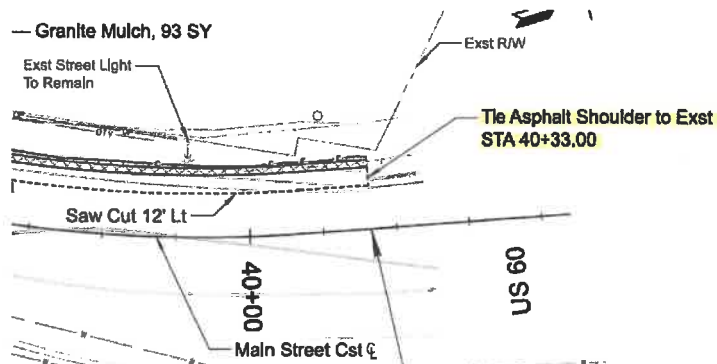 Granite Mulch, 93 SY
Exst Street Light
To Remain
Exst R/W
Tie Asphalt Shoulder to Exst
STA 40+33.00
Saw Cut 12' Lt
40+00
US 60
Main Street Cst ℄